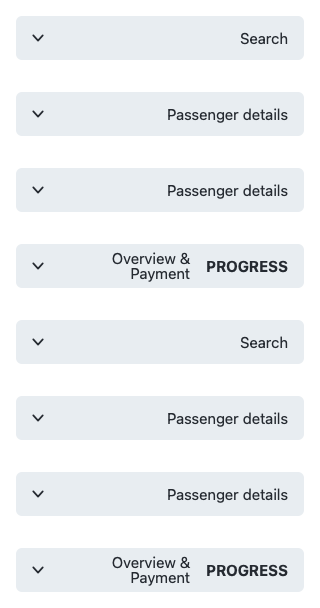 Search
Passenger details
Passenger details
Overview &
Payment
PROGRESS
Search
Passenger details
Passenger details
Overview &
Payment
PROGRESS